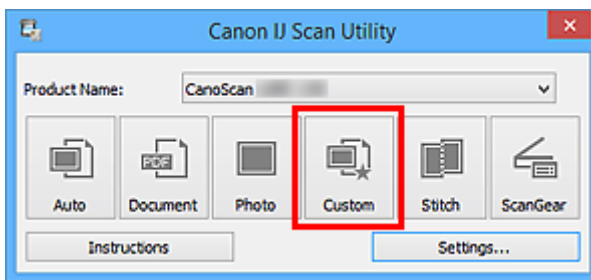 Canon IJ Scan Utility
Product Name: CanoScan
PDF
Auto Document Photo Custom Stitch ScanGear
Instructions Settings...